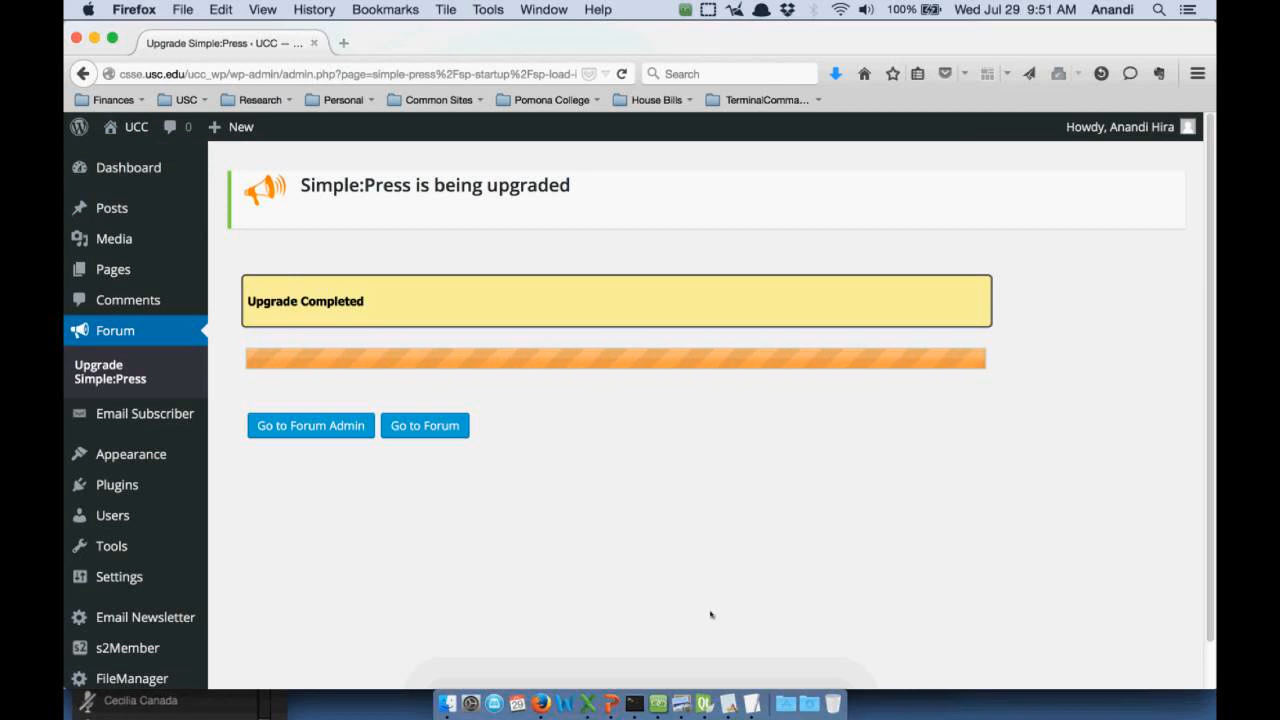 Firefox File Edit View History Bookmarks Tile Tools Window Help 100% Wed Jul 29 9:51 AM Anandi
Upgrade Simple:Press ‹ UCC — ...
csse.usc.edu/ucc_wp/wp-admin/admin.php?page=simple-press%2Fsp-startup%2Fsp-load-i Search
Finances USC Research Personal Common Sites Pomona College House Bills TerminalComma...
UCC 0 New Howdy, Anandi Hira
Dashboard
Posts
Media
Pages
Comments
Forum
Upgrade
Simple:Press
Email Subscriber
Appearance
Plugins
Users
Tools
Settings
Email Newsletter
s2Member
FileManager
Simple:Press is being upgraded
Upgrade Completed
Go to Forum Admin Go to Forum
Cecilia Canada